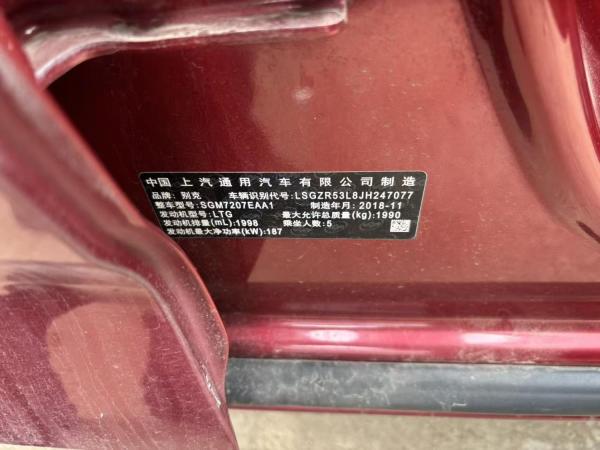 中国 上汽通用汽车有限公司制造
品牌: 别克 车辆识别代号: LSGZR53L8JH247077
整车型号: SGM7207EAA1 制造年月: 2018-11
发动机型号: LTG 最大允许总质量(kg): 1990
发动机排量(mL): 1998 乘坐人数: 5
发动机最大净功率(kW): 187